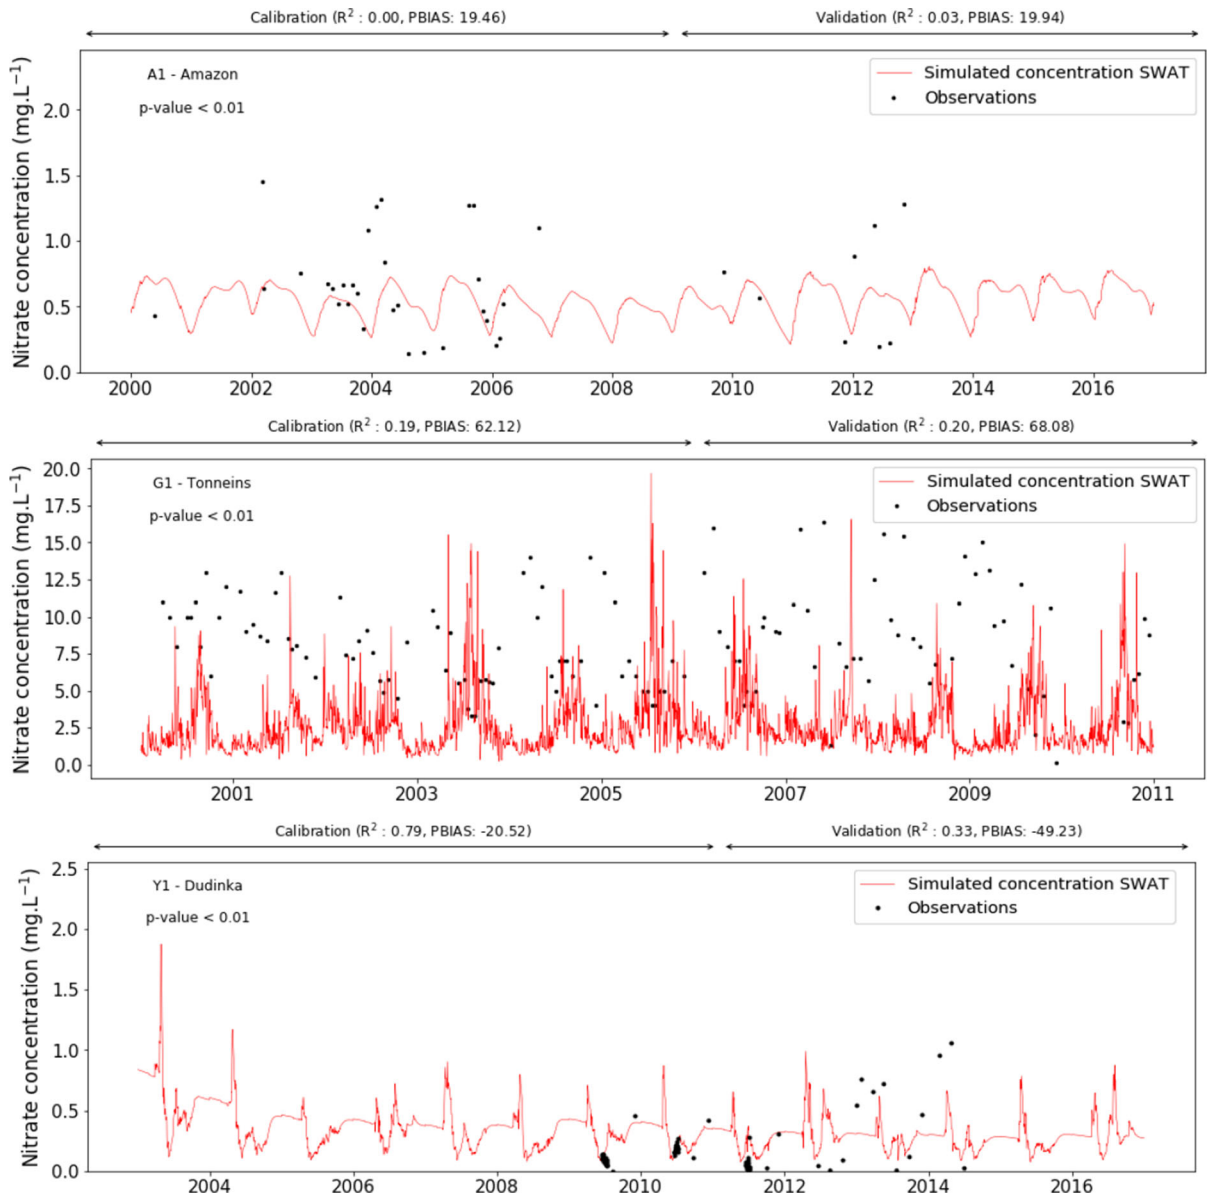 Calibration (R² : 0.00, PBIAS: 19.46)
Validation (R² : 0.03, PBIAS: 19.94)
A1 - Amazon
p-value < 0.01
Simulated concentration SWAT
Observations
Nitrate concentration (mg.L⁻¹)
2.0
1.5
1.0
0.5
0.0
2000 2002 2004 2006 2008 2010 2012 2014 2016
Calibration (R² : 0.19, PBIAS: 62.12)
Validation (R² : 0.20, PBIAS: 68.08)
G1 - Tonneins
p-value < 0.01
Simulated concentration SWAT
Observations
Nitrate concentration (mg.L⁻¹)
20.0
17.5
15.0
12.5
10.0
7.5
5.0
2.5
0.0
2001 2003 2005 2007 2009 2011
Calibration (R² : 0.79, PBIAS: -20.52)
Validation (R² : 0.33, PBIAS: -49.23)
Y1 - Dudinka
p-value < 0.01
Simulated concentration SWAT
Observations
Nitrate concentration (mg.L⁻¹)
2.5
2.0
1.5
1.0
0.5
0.0
2004 2006 2008 2010 2012 2014 2016